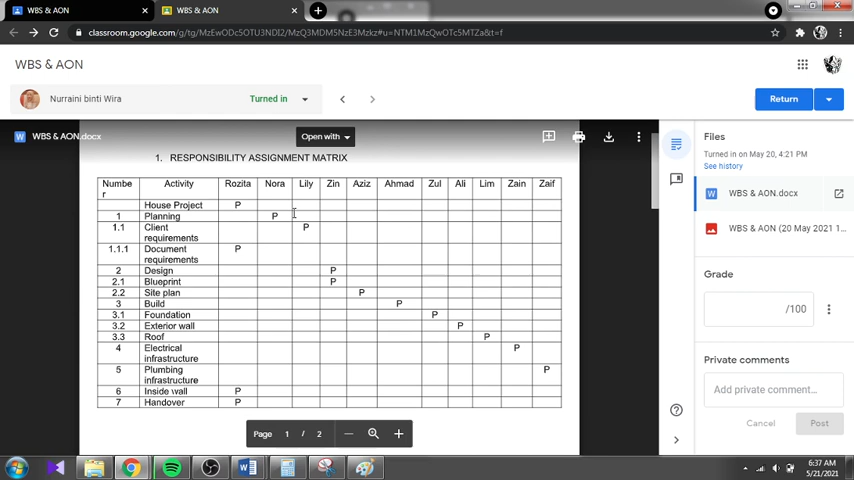 WBS & AON
WBS & AON
classroom.google.com/g/tg/MzEwODc5OTU3NDI2/MzQ3MDM5NzE3Mzkz#u=NTM1MzQwOTc5MTZa&t=f
WBS & AON
Nurraini binti Wira
Turned in
Return
WBS & AON.docx
Open with
1. RESPONSIBILITY ASSIGNMENT MATRIX
Numbe
r Activity Rozita Nora Lily Zin Aziz Ahmad Zul Ali Lim Zain Zaif
House Project P
1 Planning P
1.1 Client
requirements P
1.1.1 Document
requirements P
2 Design P
2.1 Blueprint P
2.2 Site plan P
3 Build P
3.1 Foundation P
3.2 Exterior wall P
3.3 Roof P
4 Electrical
infrastructure P
5 Plumbing
infrastructure P
6 Inside wall P
7 Handover P
Page 1 / 2
Files
Turned in on May 20, 4:21 PM
See history
WBS & AON.docx
WBS & AON (20 May 2021 1...
Grade
/100
Private comments
Add private comment...
Cancel
Post
6:37 AM
5/21/2021